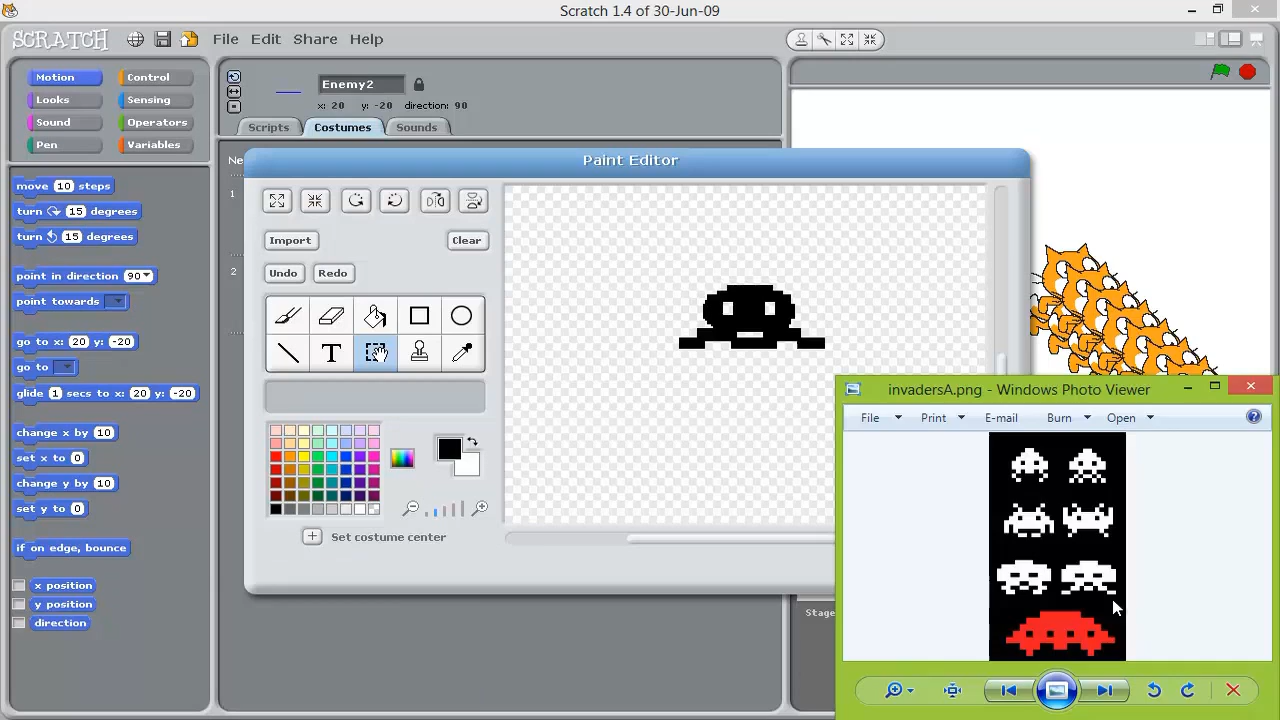 Scratch 1.4 of 30-Jun-09
SCRATCH
File Edit Share Help
Motion Control
Looks Sensing
Sound Operators
Pen Variables
move 10 steps
turn 15 degrees
turn 15 degrees
point in direction 90
point towards
go to x: 20 y: -20
go to
glide 1 secs to x: 20 y: -20
change x by 10
set x to 0
change y by 10
set y to 0
if on edge, bounce
x position
y position
direction
Enemy2
x: 20 y: -20 direction: 90
Scripts Costumes Sounds
Ne
1
2
Paint Editor
Import Clear
Undo Redo
T
Set costume center
Stage
invadersA.png - Windows Photo Viewer
File Print E-mail Burn Open